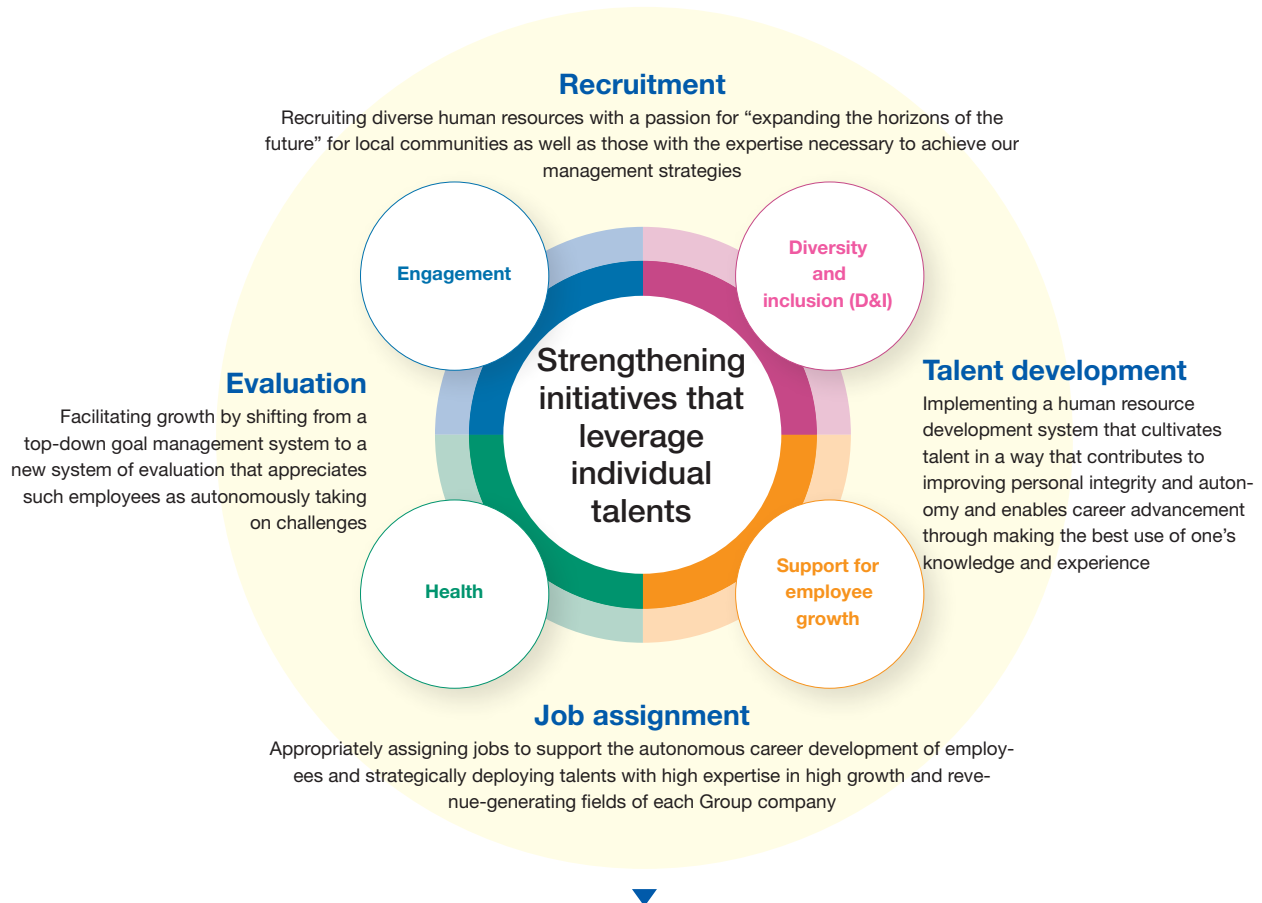 Recruitment
Recruiting diverse human resources with a passion for “expanding the horizons of the
future” for local communities as well as those with the expertise necessary to achieve our
management strategies
Engagement
Diversity
and
inclusion (D&I)
Strengthening
initiatives that
leverage
individual
talents
Evaluation
Facilitating growth by shifting from a
top-down goal management system to a
new system of evaluation that appreciates
such employees as autonomously taking
on challenges
Talent development
Implementing a human resource
development system that cultivates
talent in a way that contributes to
improving personal integrity and auton-
omy and enables career advancement
through making the best use of one’s
knowledge and experience
Health
Support for
employee
growth
Job assignment
Appropriately assigning jobs to support the autonomous career development of employ-
ees and strategically deploying talents with high expertise in high growth and reve-
nue-generating fields of each Group company